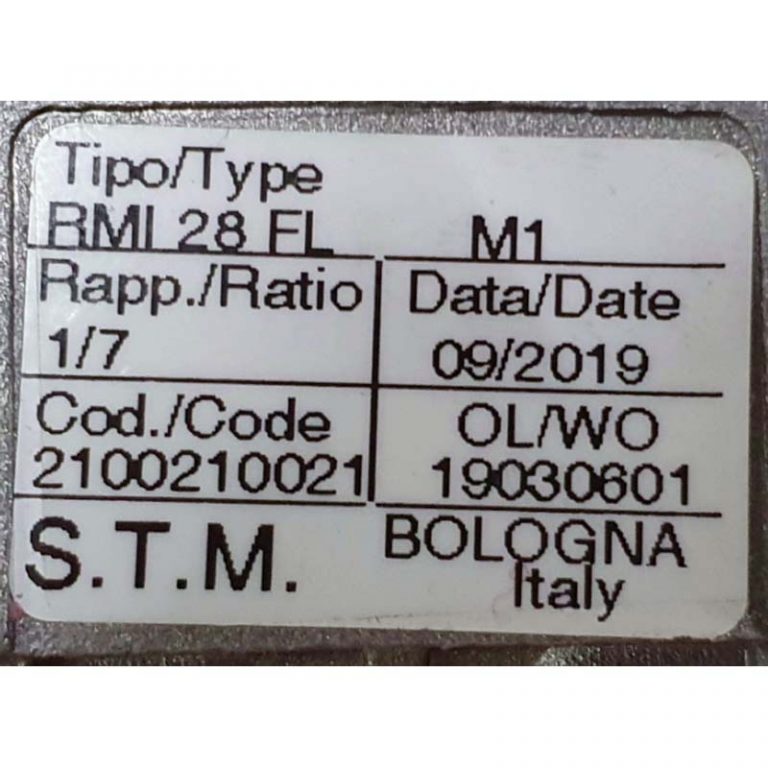 Tipo/Type
RMI 28 FL M1
Rapp./Ratio Data/Date
1/7 09/2019
Cod./Code OL/WO
2100210021 19030601
S.T.M. BOLOGNA
Italy